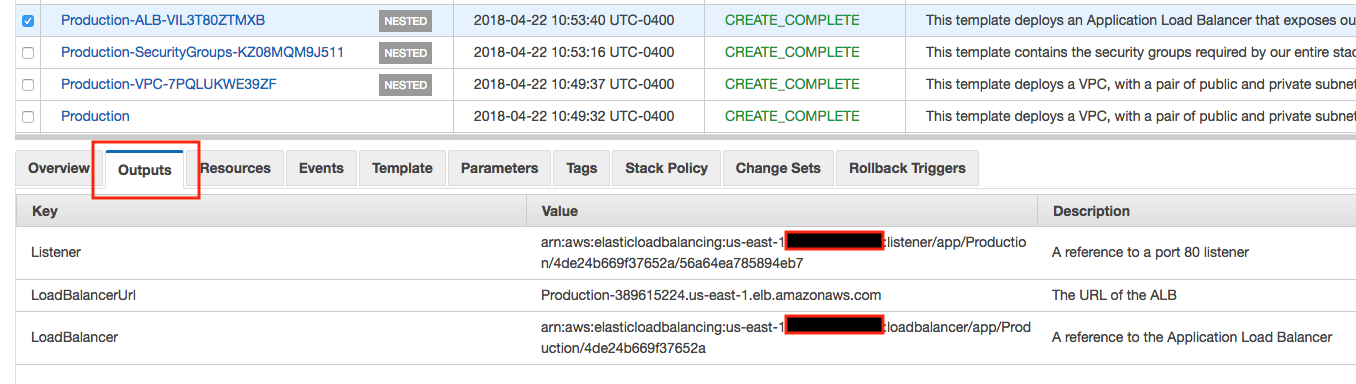 Production-ALB-VIL3T80ZTMXB NESTED 2018-04-22 10:53:40 UTC-0400 CREATE_COMPLETE This template deploys an Application Load Balancer that exposes ou
Production-SecurityGroups-KZ08MQM9J511 NESTED 2018-04-22 10:53:16 UTC-0400 CREATE_COMPLETE This template contains the security groups required by our entire stac
Production-VPC-7PQLUKWE39ZF NESTED 2018-04-22 10:49:37 UTC-0400 CREATE_COMPLETE This template deploys a VPC, with a pair of public and private subnet
Production 2018-04-22 10:49:32 UTC-0400 CREATE_COMPLETE This template deploys a VPC, with a pair of public and private subnet
Overview Outputs Resources Events Template Parameters Tags Stack Policy Change Sets Rollback Triggers
Key Value Description
Listener arn:aws:elasticloadbalancing:us-east-1 :listener/app/Productio A reference to a port 80 listener
n/4de24b669f37652a/56a64ea785894eb7
LoadBalancerUrl Production-389615224.us-east-1.elb.amazonaws.com The URL of the ALB
LoadBalancer arn:aws:elasticloadbalancing:us-east-1 :loadbalancer/app/Prod A reference to the Application Load Balancer
uction/4de24b669f37652a